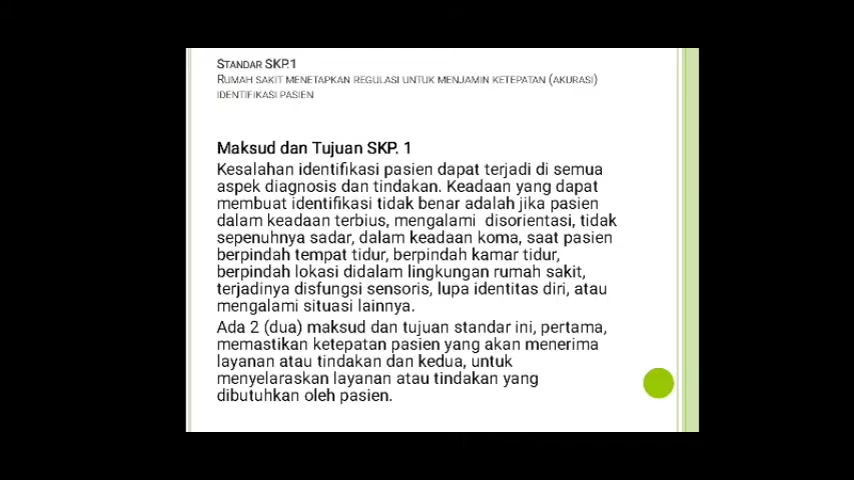 STANDAR SKP.1
RUMAH SAKIT MENETAPKAN REGULASI UNTUK MENJAMIN KETEPATAN (AKURASI)
IDENTIFIKASI PASIEN
Maksud dan Tujuan SKP. 1
Kesalahan identifikasi pasien dapat terjadi di semua
aspek diagnosis dan tindakan. Keadaan yang dapat
membuat identifikasi tidak benar adalah jika pasien
dalam keadaan terbius, mengalami disorientasi, tidak
sepenuhnya sadar, dalam keadaan koma, saat pasien
berpindah tempat tidur, berpindah kamar tidur,
berpindah lokasi didalam lingkungan rumah sakit,
terjadinya disfungsi sensoris, lupa identitas diri, atau
mengalami situasi lainnya.
Ada 2 (dua) maksud dan tujuan standar ini, pertama,
memastikan ketepatan pasien yang akan menerima
layanan atau tindakan dan kedua, untuk
menyelaraskan layanan atau tindakan yang
dibutuhkan oleh pasien.